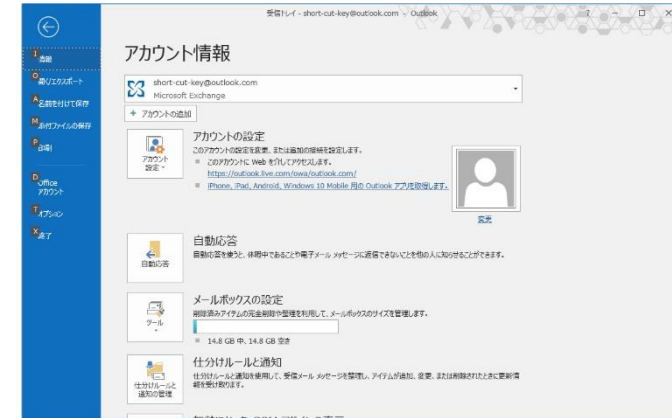 受信トレイ - short-cut-key@outlook.com - Outlook
?
I
情報
O
開く/エクスポート
A
名前を付けて保存
M
添付ファイルの保存
P
印刷
D
Office
アカウント
T
オプション
X
終了
アカウント情報
short-cut-key@outlook.com
Microsoft Exchange
+ アカウントの追加
アカウント
設定
アカウントの設定
このアカウントの設定を変更、または追加の接続を設定します。
このアカウントに Web を介してアクセスします。
https://outlook.live.com/owa/outlook.com/
iPhone, iPad, Android, Windows 10 Mobile 用の Outlook アプリを取得します。
変更
自動応答
自動応答
自動応答を使うと、休暇中であることや電子メール メッセージに返信できないことを他の人に知らせることができます。
ツール
メールボックスの設定
削除済みアイテムの完全削除や整理を利用して、メールボックスのサイズを管理します。
14.8 GB 中、14.8 GB 空き
仕分けルールと
通知の管理
仕分けルールと通知
仕分けルールと通知を使用して、受信メール メッセージを整理し、アイテムが追加、変更、または削除されたときに更新情
報を受け取ります。